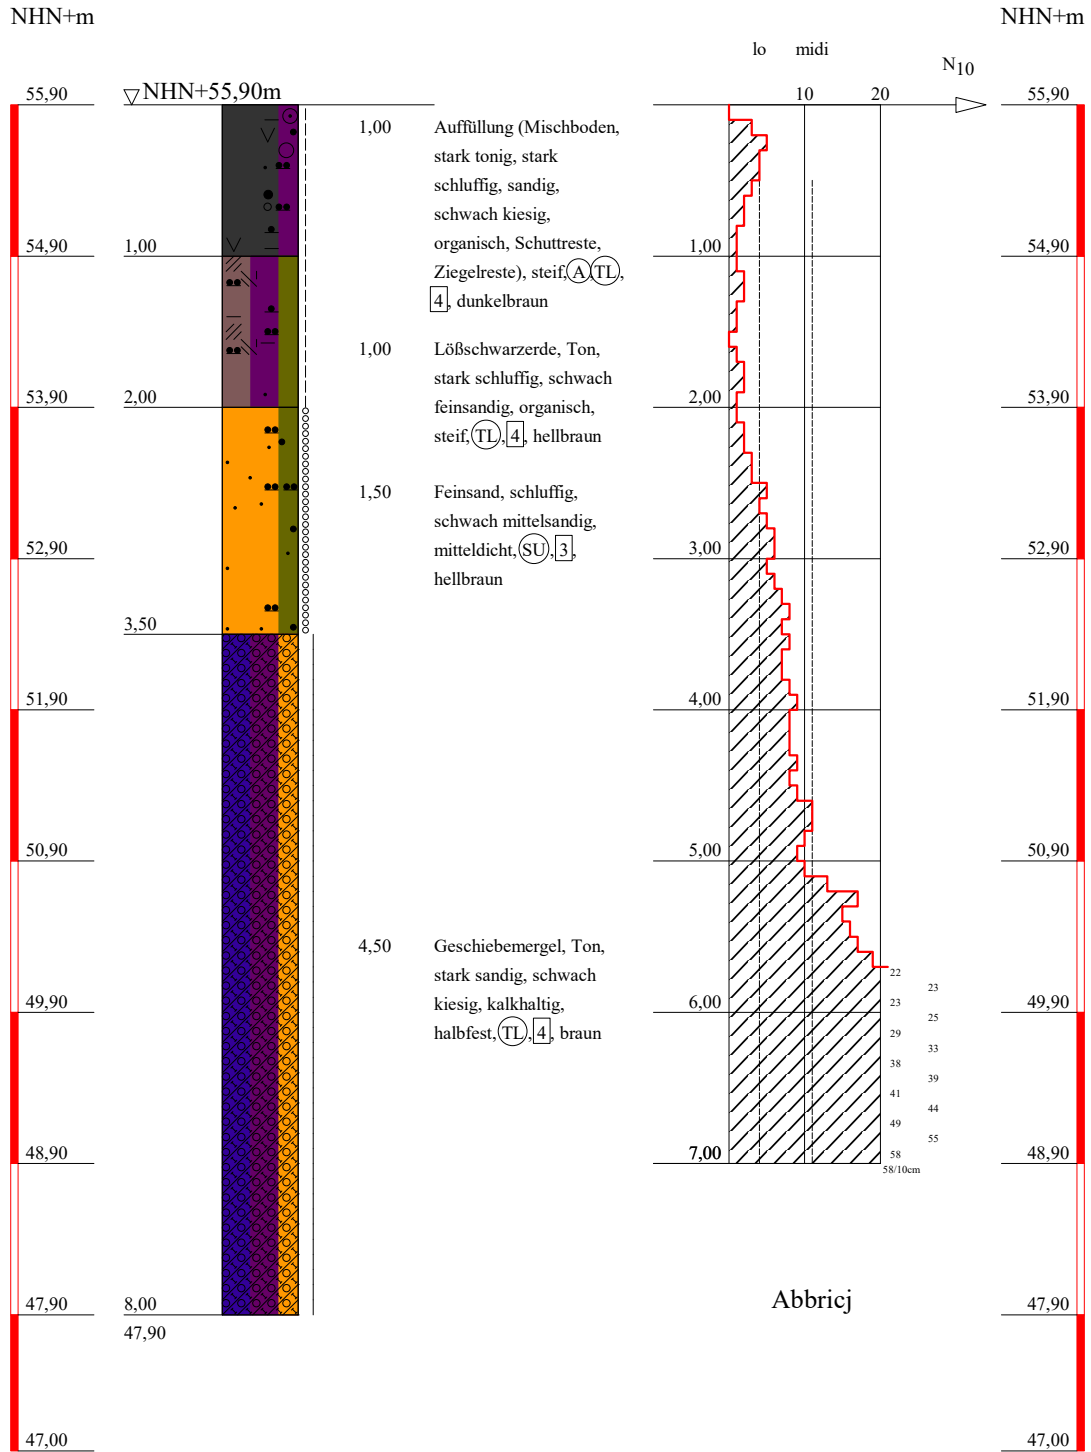 NHN+m
NHN+m
lo midi
N10
55,90
NHN+55,90m
10 20
55,90
1,00 Auffüllung (Mischboden,
stark tonig, stark
schluffig, sandig,
schwach kiesig,
organisch, Schuttreste,
Ziegelreste), steif, A, TL,
4, dunkelbraun
54,90
1,00
1,00
54,90
1,00 Lößschwarzerde, Ton,
stark schluffig, schwach
feinsandig, organisch,
steif, TL, 4, hellbraun
53,90
2,00
2,00
53,90
1,50 Feinsand, schluffig,
schwach mittelsandig,
mitteldicht, SU, 3,
hellbraun
52,90
3,00
52,90
3,50
51,90
4,00
51,90
50,90
5,00
50,90
4,50 Geschiebemergel, Ton,
stark sandig, schwach
kiesig, kalkhaltig,
halbfest, TL, 4, braun
22
23
23
49,90
6,00
49,90
25
29
33
38
39
41
44
49
55
58
48,90
7,00
48,90
58/10cm
47,90
8,00
47,90
Abbricj
47,90
47,00
47,00